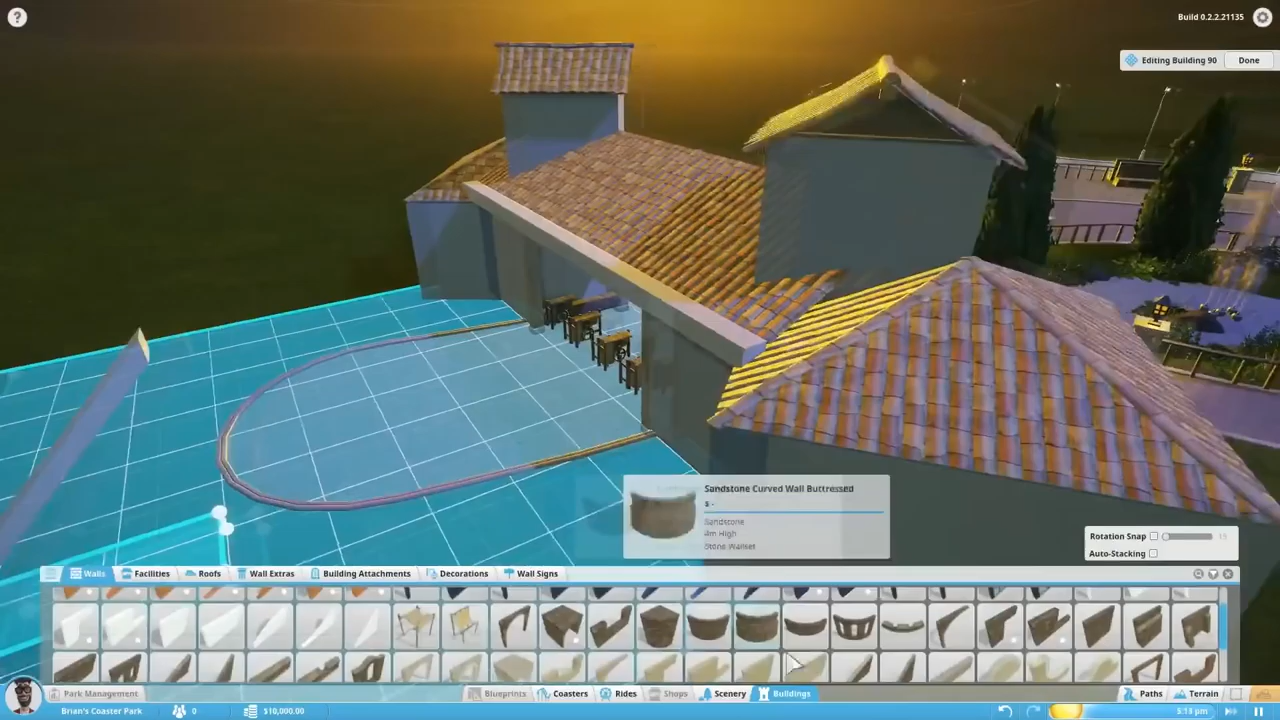 ?
Build 0.2.2.21135
Editing Building 90
Done
Sandstone Curved Wall Buttressed
$ -
Sandstone
4m High
Rotation Snap
15
Auto-Stacking
Walls
Facilities
Roofs
Wall Extras
Building Attachments
Decorations
Wall Signs
Park Management
Blueprints
Coasters
Rides
Shops
Scenery
Buildings
Paths
Terrain
Brian's Coaster Park
0
$10,000.00
5:13 pm